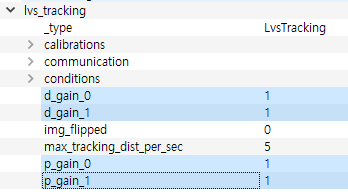 lvs_tracking
_type LvsTracking
calibrations
communication
conditions
d_gain_0 1
d_gain_1 1
img_flipped 0
max_tracking_dist_per_sec 5
p_gain_0 1
p_gain_1 1